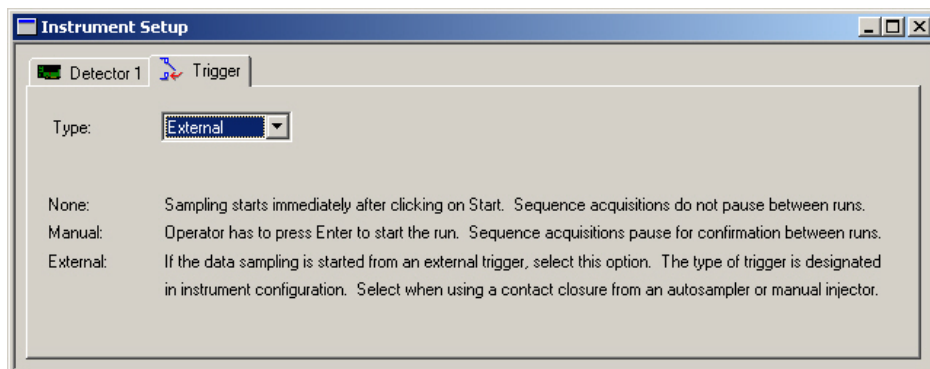 Instrument Setup
Detector 1 Trigger
Type: External
None: Sampling starts immediately after clicking on Start. Sequence acquisitions do not pause between runs.
Manual: Operator has to press Enter to start the run. Sequence acquisitions pause for confirmation between runs.
External: If the data sampling is started from an external trigger, select this option. The type of trigger is designated
in instrument configuration. Select when using a contact closure from an autosampler or manual injector.